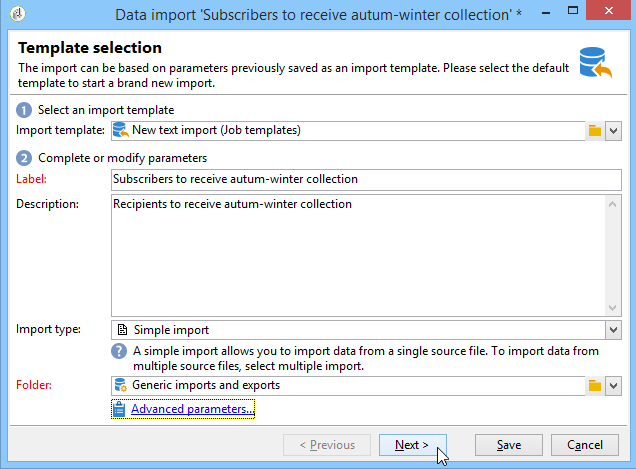 Data import 'Subscribers to receive autum-winter collection' *
Template selection
The import can be based on parameters previously saved as an import template. Please select the default
template to start a brand new import.
1 Select an import template
Import template: New text import (Job templates)
2 Complete or modify parameters
Label: Subscribers to receive autum-winter collection
Description: Recipients to receive autum-winter collection
Import type: Simple import
? A simple import allows you to import data from a single source file. To import data from
multiple source files, select multiple import.
Folder: Generic imports and exports
Advanced parameters...
< Previous Next > Save Cancel